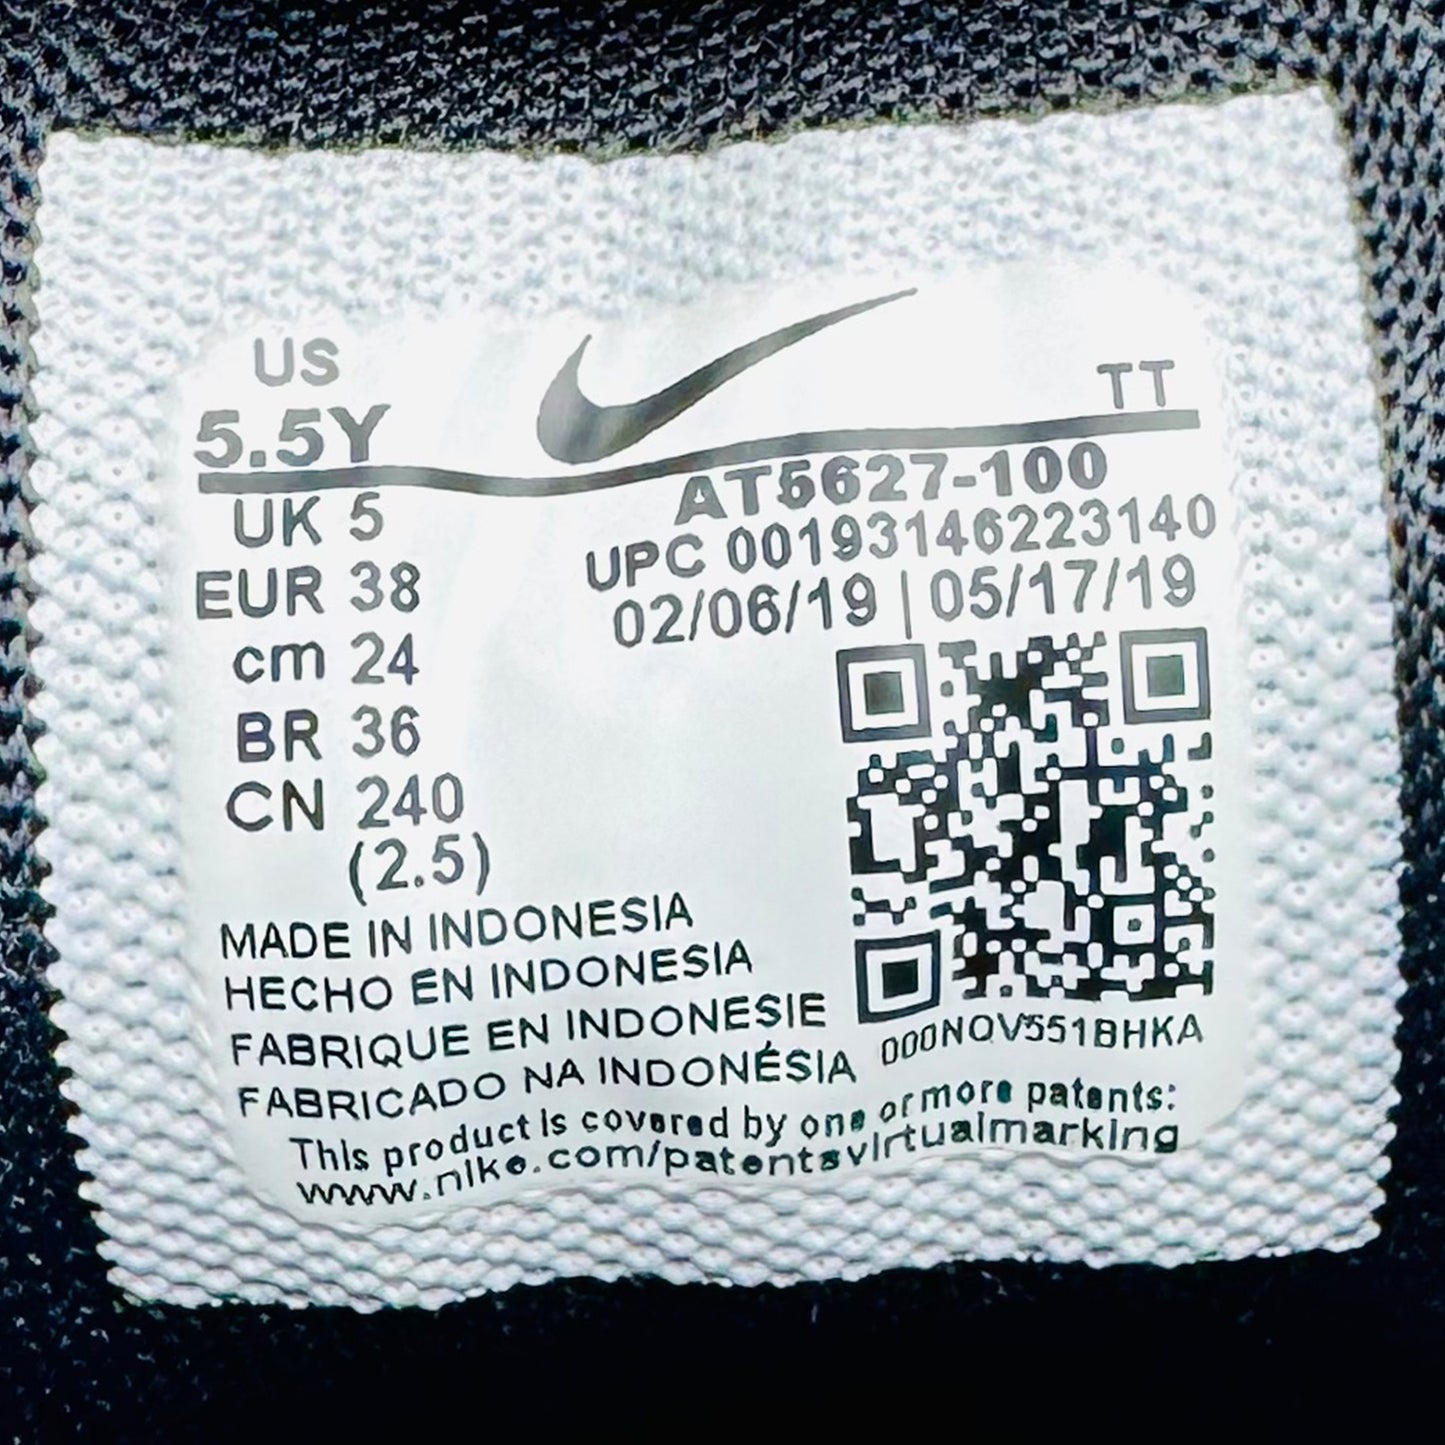 US
5.5Y
TT
UK 5
EUR 38
cm 24
BR 36
CN 240
(2.5)
AT5627-100
UPC 00193146223140
02/06/19 | 05/17/19
MADE IN INDONESIA
HECHO EN INDONESIA
FABRIQUE EN INDONESIE
FABRICADO NA INDONÉSIA
000NQV551BHKA
This product is covered by one or more patents:
www.nike.com/patentsvirtualmarking